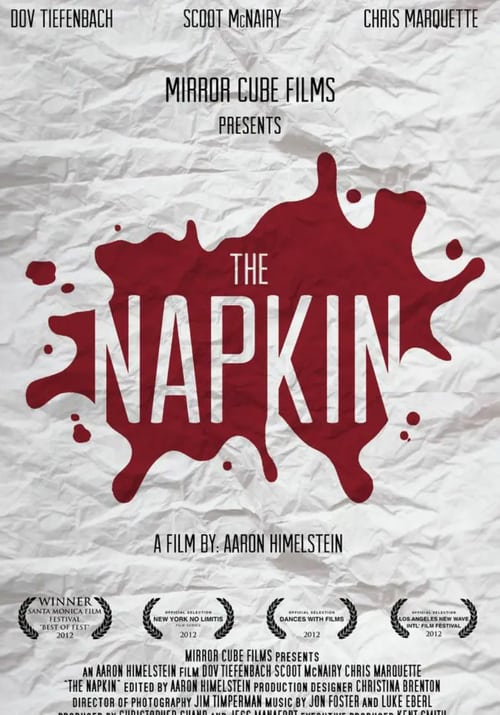 DOV TIEFENBACH SCOOT McNAIRY CHRIS MARQUETTE
MIRROR CUBE FILMS
PRESENTS
THE
NAPKIN
A FILM BY: AARON HIMELSTEIN
WINNER
SANTA MONICA FILM
FESTIVAL
"BEST OF FEST"
2012
OFFICIAL SELECTION
NEW YORK NO LIMITIS
FILM SERIES
2012
OFFICIAL SELECTION
DANCES WITH FILMS
2012
OFFICIAL SELECTION
LOS ANGELES NEW WAVE
INT'L FILM FESTIVAL
2012
MIRROR CUBE FILMS PRESENTS
AN AARON HIMELSTEIN FILM DOV TIEFENBACH SCOOT McNAIRY CHRIS MARQUETTE
"THE NAPKIN" EDITED BY AARON HIMELSTEIN PRODUCTION DESIGNER CHRISTINA BRENTON
DIRECTOR OF PHOTOGRAPHY JIM TIMPERMAN MUSIC BY JON FOSTER AND LUKE EBERL